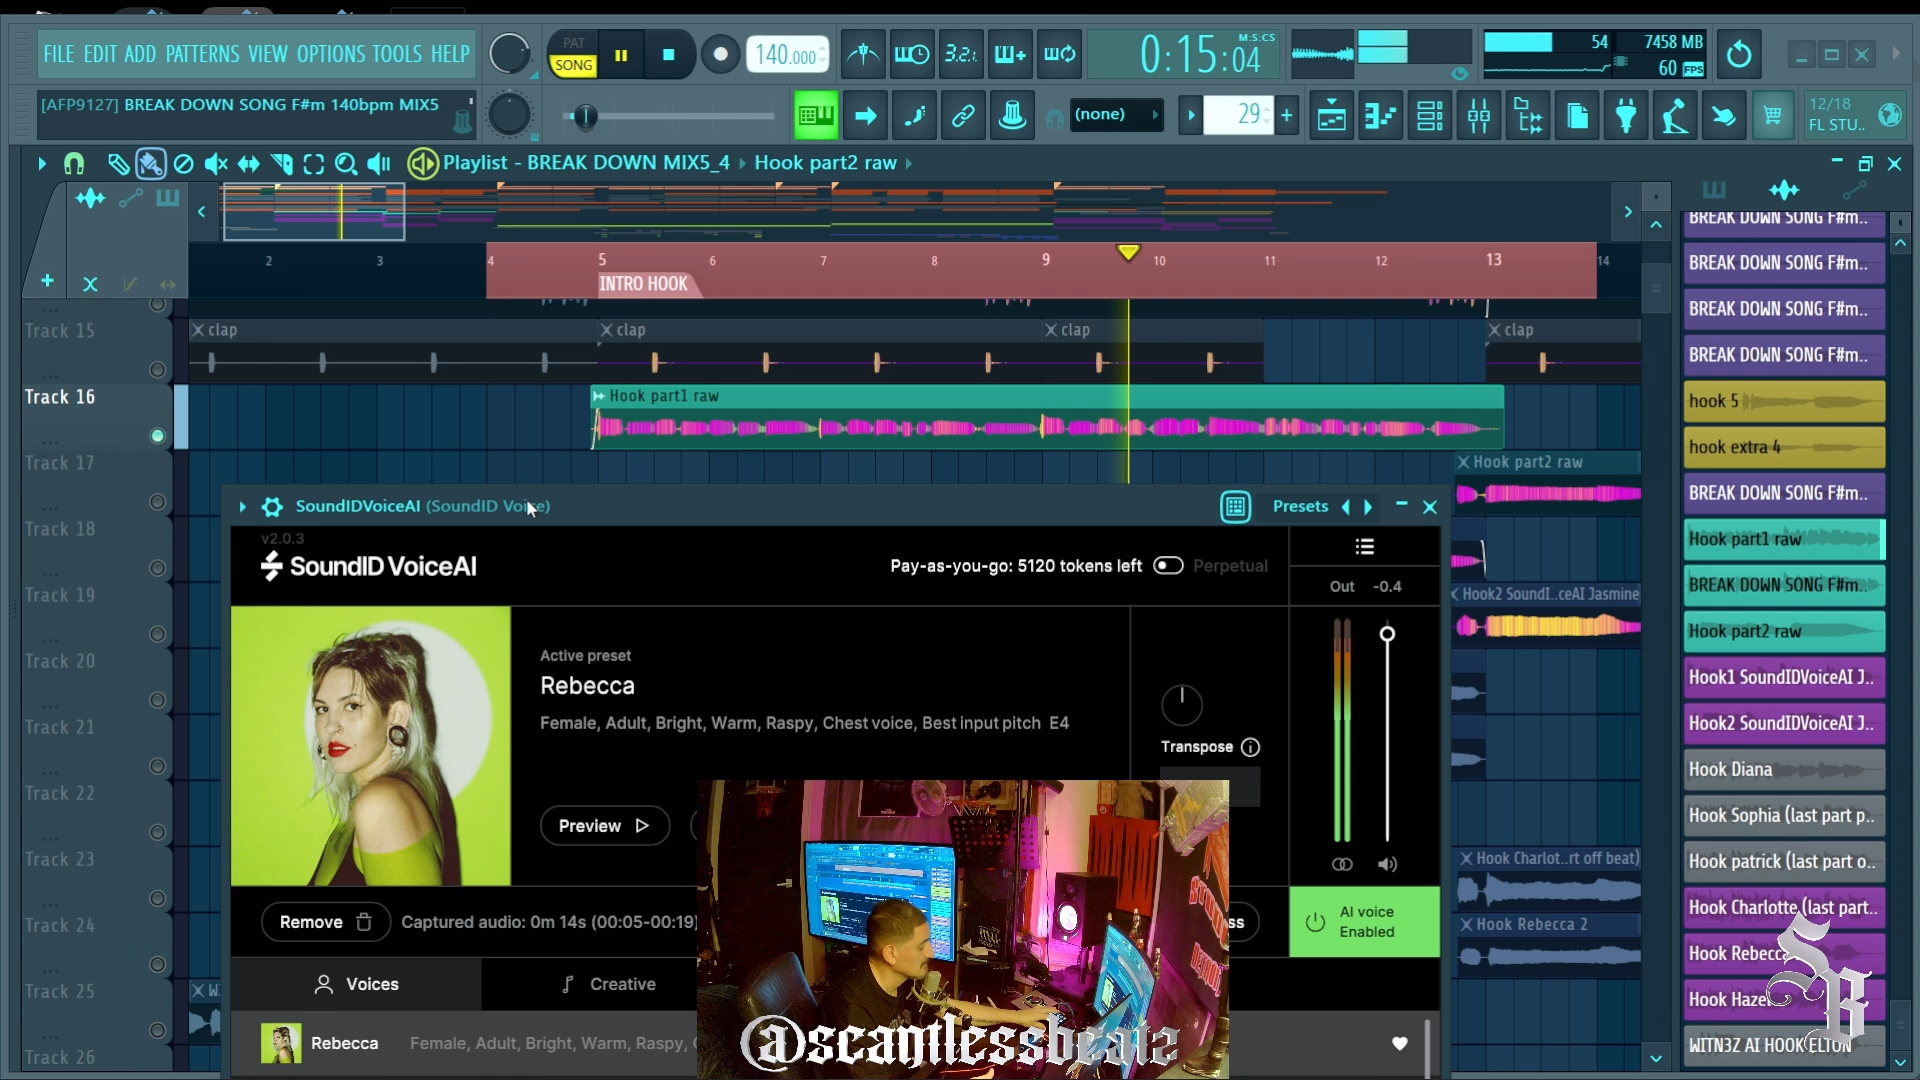 FILE EDIT ADD PATTERNS VIEW OPTIONS TOOLS HELP
PAT
SONG
140.000
3.2.1
0:15:04
M:S:CS
54
7458 MB
60 FPS
[AFP9127] BREAK DOWN SONG F#m 140bpm MIX5
(none)
29
12/18
FL STU..
Playlist - BREAK DOWN MIX5_4 › Hook part2 raw ›
2 3 4 5 6 7 8 9 10 11 12 13 14
INTRO HOOK
Track 15
clap
clap
clap
clap
Track 16
Hook part1 raw
Track 17
Hook part2 raw
Track 18
Track 19
Hook2 SoundI..ceAI Jasmine
Track 20
Track 21
Track 22
Track 23
Hook Charlot..rt off beat)
Track 24
Hook Rebecca 2
Track 25
Track 26
SoundIDVoiceAI (SoundID Voice)
Presets
v2.0.3
SoundID VoiceAI
Pay-as-you-go: 5120 tokens left
Perpetual
Out -0.4
Active preset
Rebecca
Female, Adult, Bright, Warm, Raspy, Chest voice, Best input pitch E4
Transpose
Preview
Remove
Captured audio: 0m 14s (00:05-00:19)
ss
AI voice
Enabled
Voices
Creative
Rebecca
Female, Adult, Bright, Warm, Raspy,
@scantlessbeatz
BREAK DOWN SONG F#m..
BREAK DOWN SONG F#m..
BREAK DOWN SONG F#m..
BREAK DOWN SONG F#m..
hook 5
hook extra 4
BREAK DOWN SONG F#m..
Hook part1 raw
BREAK DOWN SONG F#m..
Hook part2 raw
Hook1 SoundIDVoiceAI J..
Hook2 SoundIDVoiceAI J..
Hook Diana
Hook Sophia (last part p..
Hook patrick (last part o..
Hook Charlotte (last part..
Hook Rebecc
Hook Haze
WITN3Z AI HOOK ELTON
SB